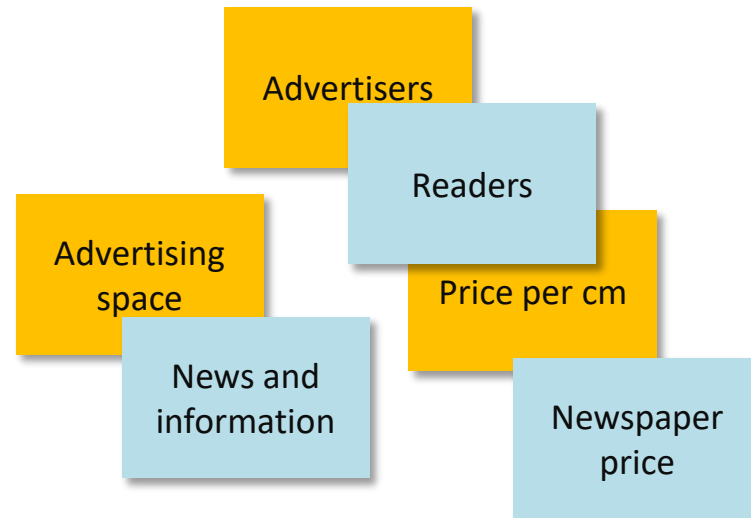 Advertisers
Readers
Advertising
space
Price per cm
News and
information
Newspaper
price